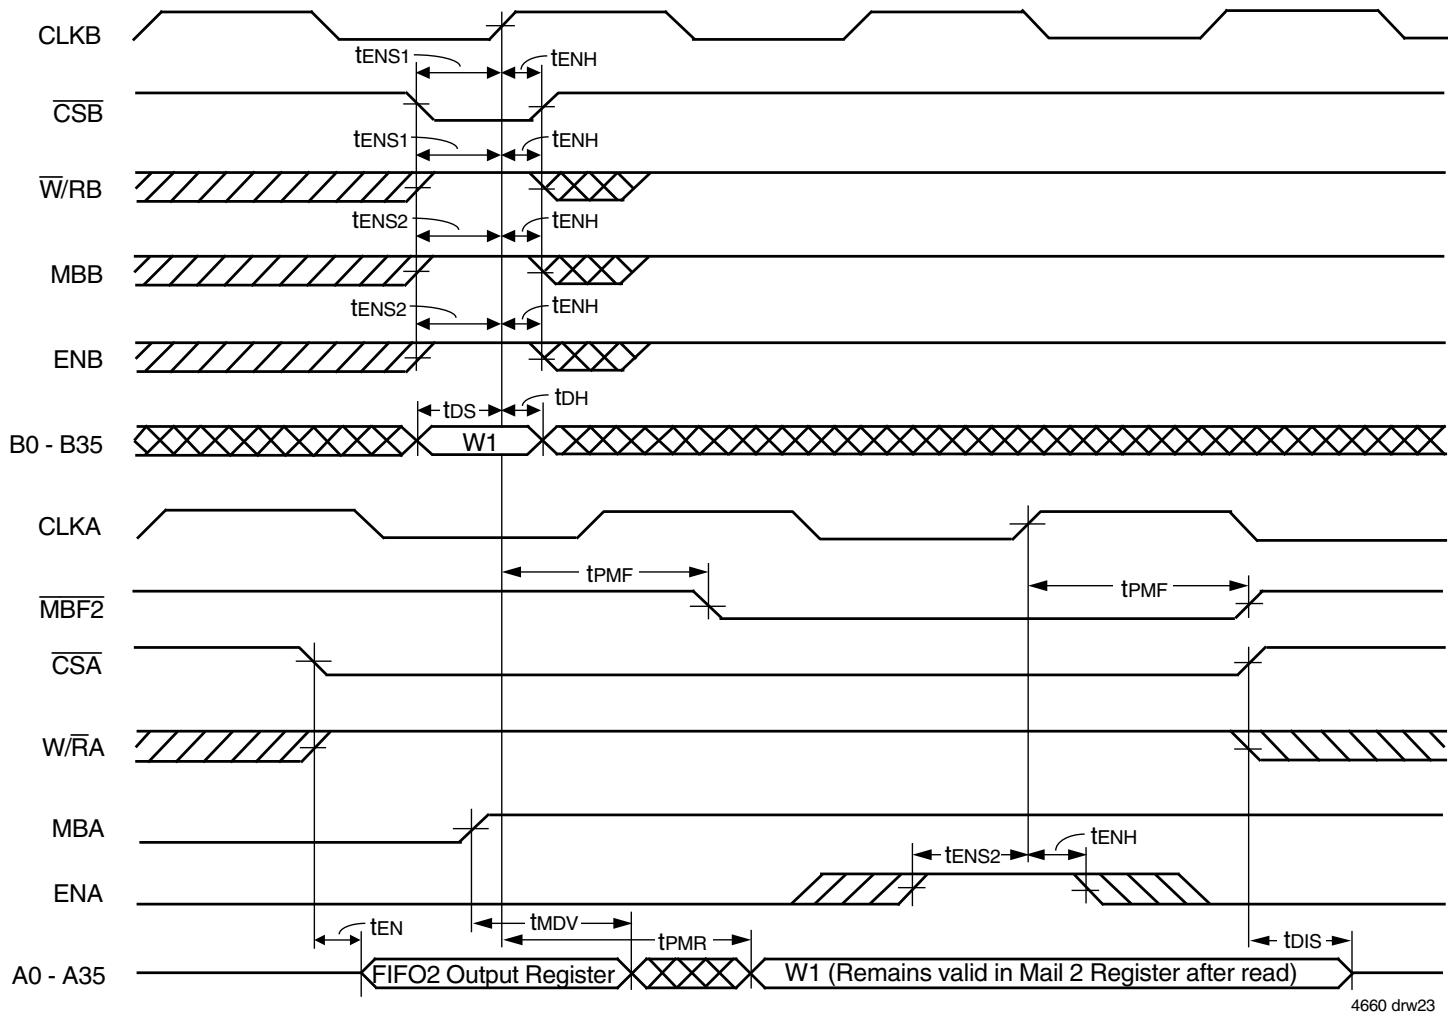 CLKB
tENS1 tENH
CSB
tENS1 tENH
W/RB
tENS2 tENH
MBB
tENS2 tENH
ENB
tDS tDH
B0 - B35 W1
CLKA
tPMF tPMF
MBF2
CSA
W/RA
MBA
tENS2 tENH
ENA
tEN tMDV tPMR tDIS
A0 - A35 FIFO2 Output Register W1 (Remains valid in Mail 2 Register after read)
4660 drw23